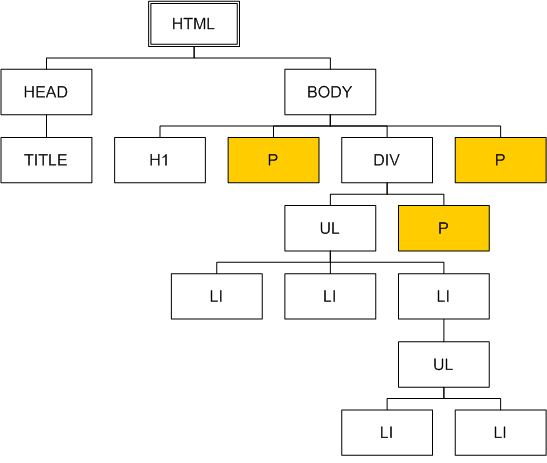 HTML
HEAD BODY
TITLE H1 P DIV P
UL P
LI LI LI
UL
LI LI